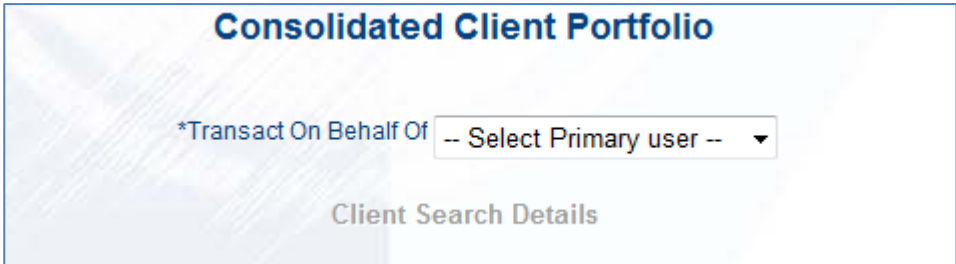 Consolidated Client Portfolio
*Transact On Behalf Of -- Select Primary user --
Client Search Details